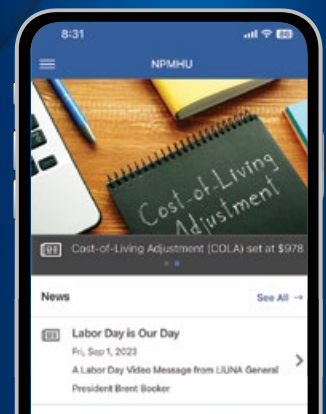 8:31
NPMHU
Cost-of-Living
Adjustment
Cost-of-Living Adjustment (COLA) set at $978
News
See All →
Labor Day is Our Day
Fri, Sep 1, 2023
A Labor Day Video Message from LIUNA General
President Brent Booker